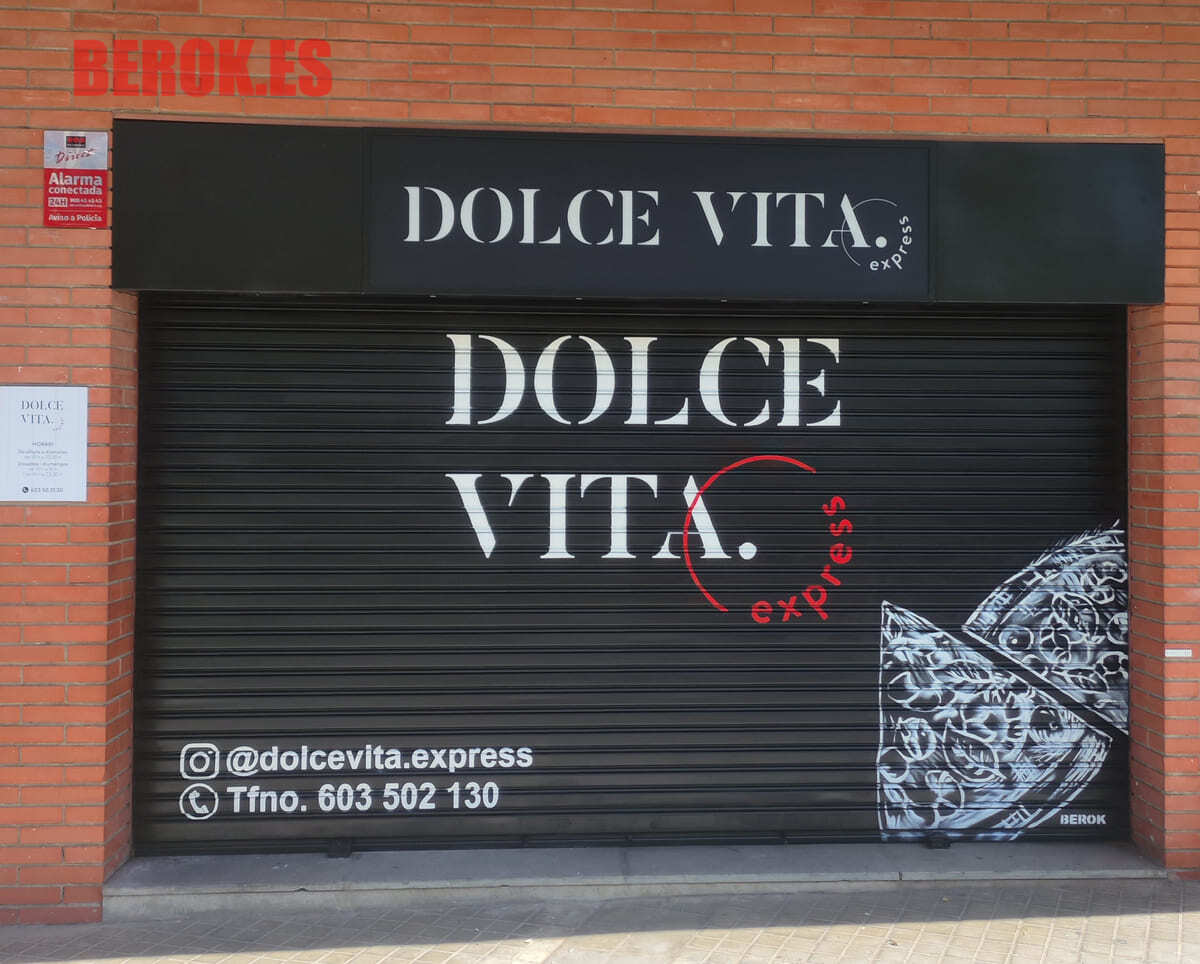 BEROK.ES
Direct
Alarma
conectada
24H
Aviso a Policía
DOLCE VITA.
express
DOLCE
VITA.
express
DOLCE
VITA.
@dolcevita.express
Tfno. 603 502 130
BEROK